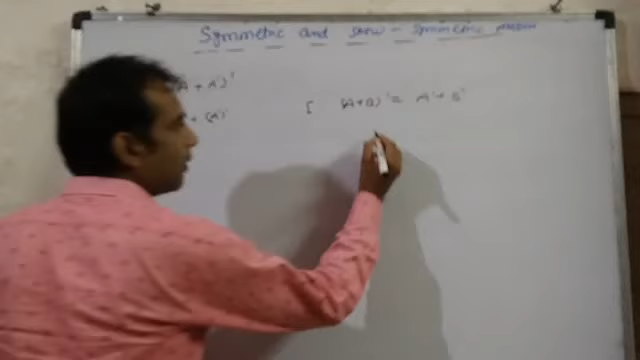 Symmetric and skew - symmetric matrices
A + A')'
+ (A')'
[ (A+B)' = A' + B'